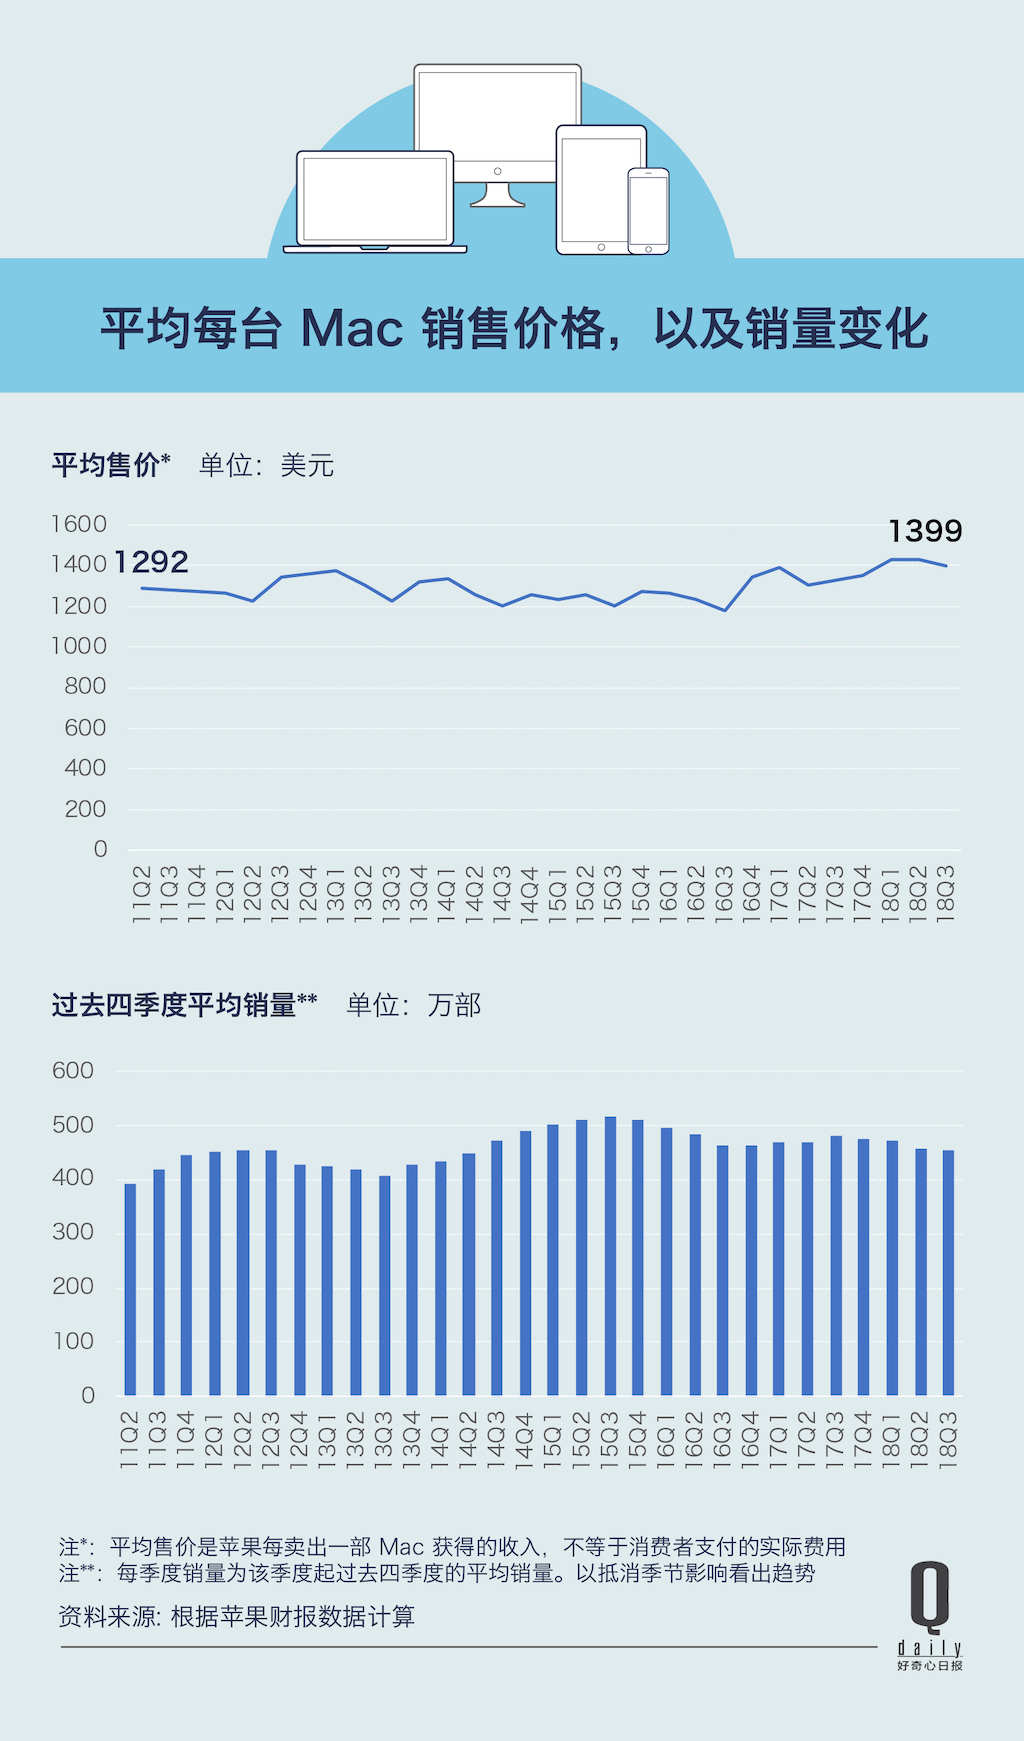 平均每台 Mac 销售价格，以及销量变化
平均售价* 单位：美元
1600
1400
1200
1000
800
600
400
200
0
1292
1399
11Q2 11Q3 11Q4 12Q1 12Q2 12Q3 12Q4 13Q1 13Q2 13Q3 13Q4 14Q1 14Q2 14Q3 14Q4 15Q1 15Q2 15Q3 15Q4 16Q1 16Q2 16Q3 16Q4 17Q1 17Q2 17Q3 17Q4 18Q1 18Q2 18Q3
过去四季度平均销量** 单位：万部
600
500
400
300
200
100
0
11Q2 11Q3 11Q4 12Q1 12Q2 12Q3 12Q4 13Q1 13Q2 13Q3 13Q4 14Q1 14Q2 14Q3 14Q4 15Q1 15Q2 15Q3 15Q4 16Q1 16Q2 16Q3 16Q4 17Q1 17Q2 17Q3 17Q4 18Q1 18Q2 18Q3
注*：平均售价是苹果每卖出一部 Mac 获得的收入，不等于消费者支付的实际费用
注**：每季度销量为该季度起过去四季度的平均销量。以抵消季节影响看出趋势
资料来源: 根据苹果财报数据计算
Q
daily
好奇心日报